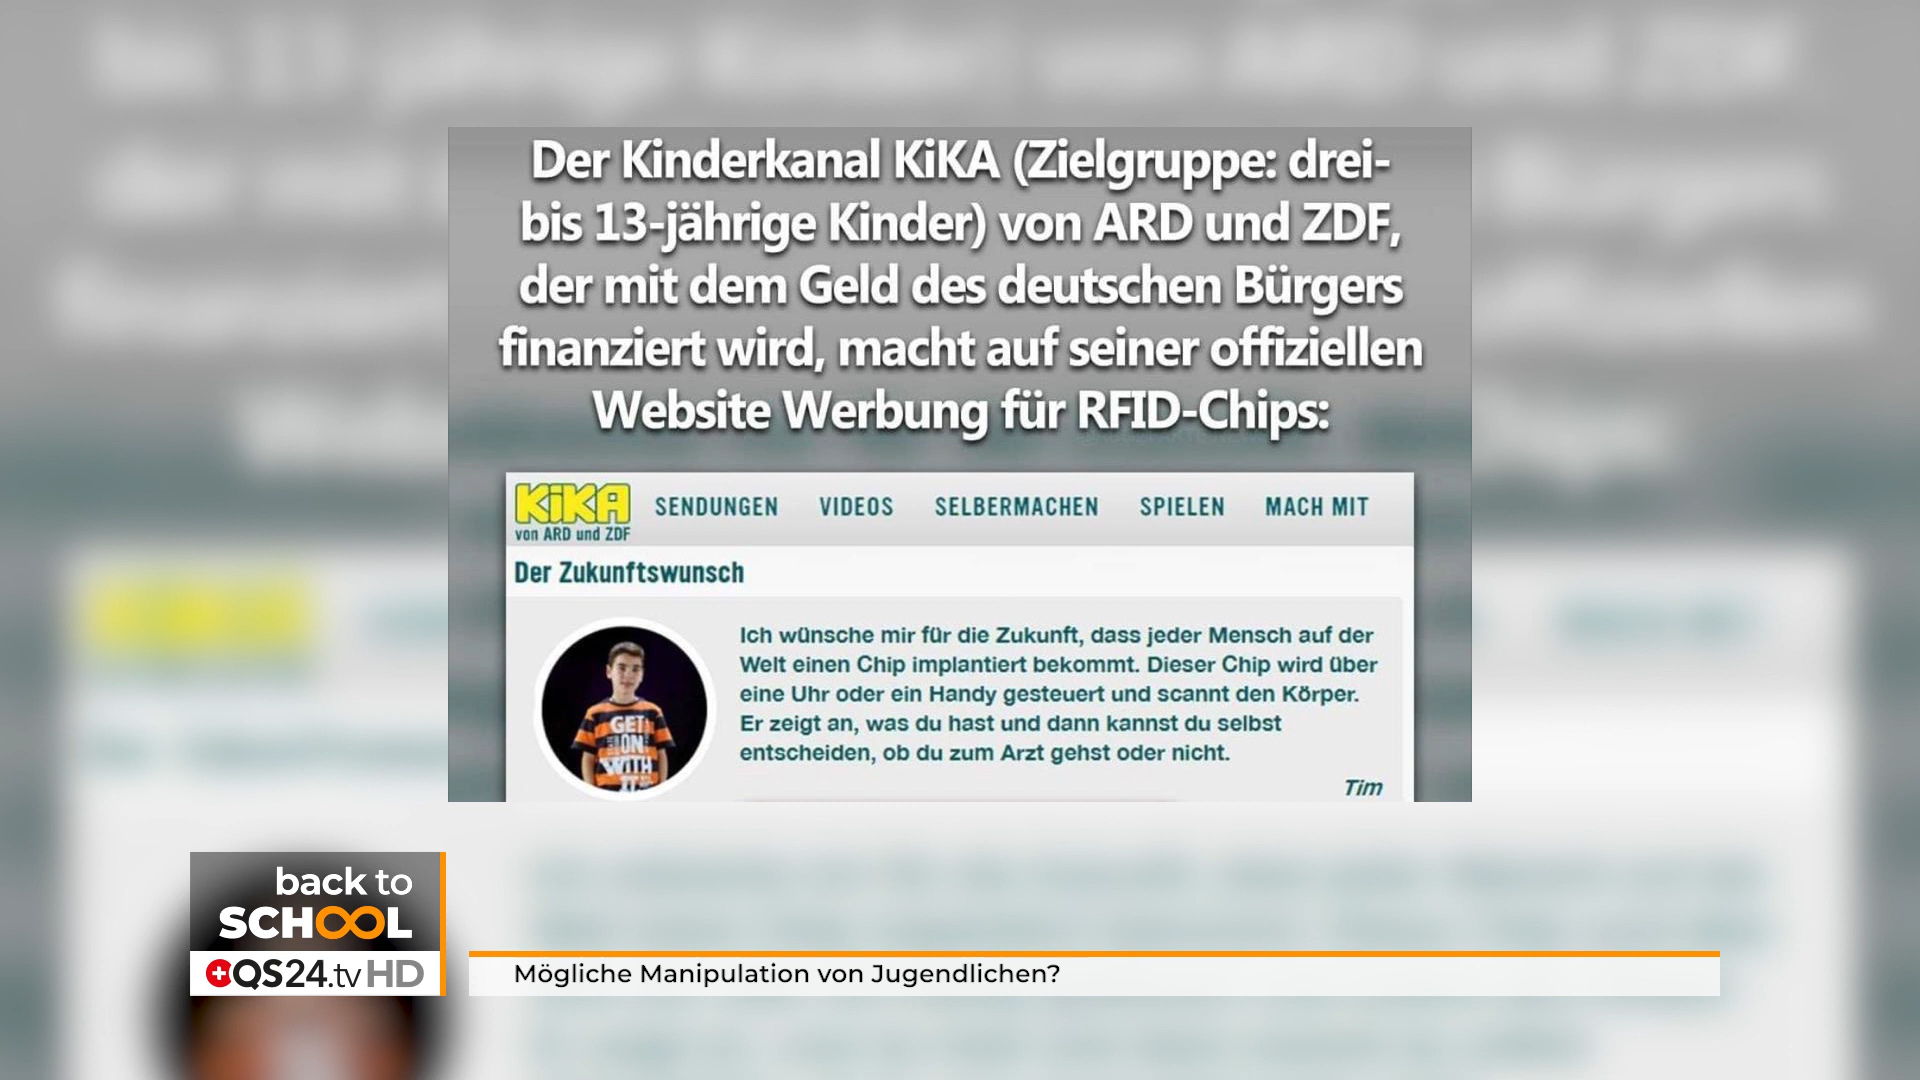 Der Kinderkanal KiKA (Zielgruppe: drei-
bis 13-jährige Kinder) von ARD und ZDF,
der mit dem Geld des deutschen Bürgers
finanziert wird, macht auf seiner offiziellen
Website Werbung für RFID-Chips:
KiKA
von ARD und ZDF
SENDUNGEN VIDEOS SELBERMACHEN SPIELEN MACH MIT
Der Zukunftswunsch
Ich wünsche mir für die Zukunft, dass jeder Mensch auf der
Welt einen Chip implantiert bekommt. Dieser Chip wird über
eine Uhr oder ein Handy gesteuert und scannt den Körper.
Er zeigt an, was du hast und dann kannst du selbst
entscheiden, ob du zum Arzt gehst oder nicht.
Tim
GET
ON
WITH
IT
back to
SCHOOL
QS24.tv HD
Mögliche Manipulation von Jugendlichen?